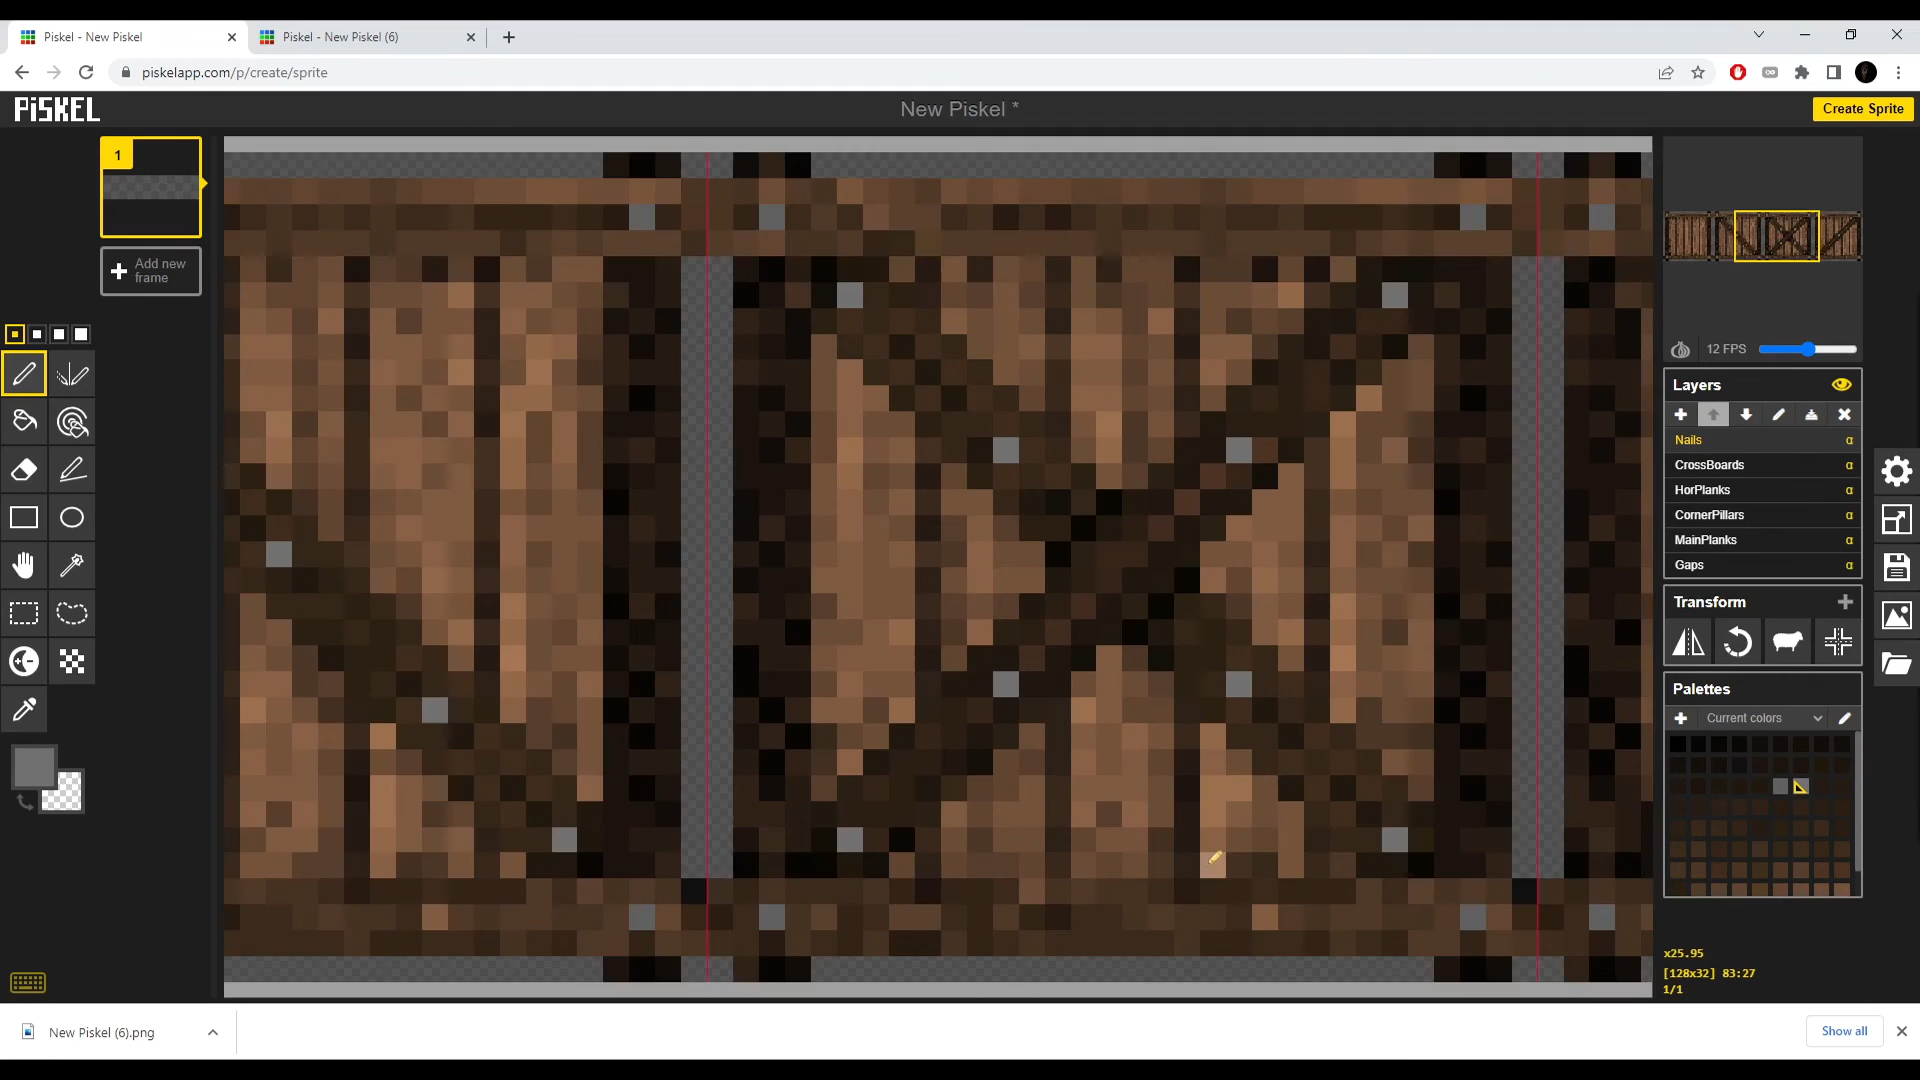 Piskel - New Piskel
Piskel - New Piskel (6)
piskelapp.com/p/create/sprite
PiSKEL
New Piskel *
Create Sprite
1
Add new
frame
12 FPS
Layers
Nails α
CrossBoards α
HorPlanks α
CornerPillars α
MainPlanks α
Gaps α
Transform
Palettes
Current colors
x25.95
[128x32] 83:27
1/1
New Piskel (6).png
Show all